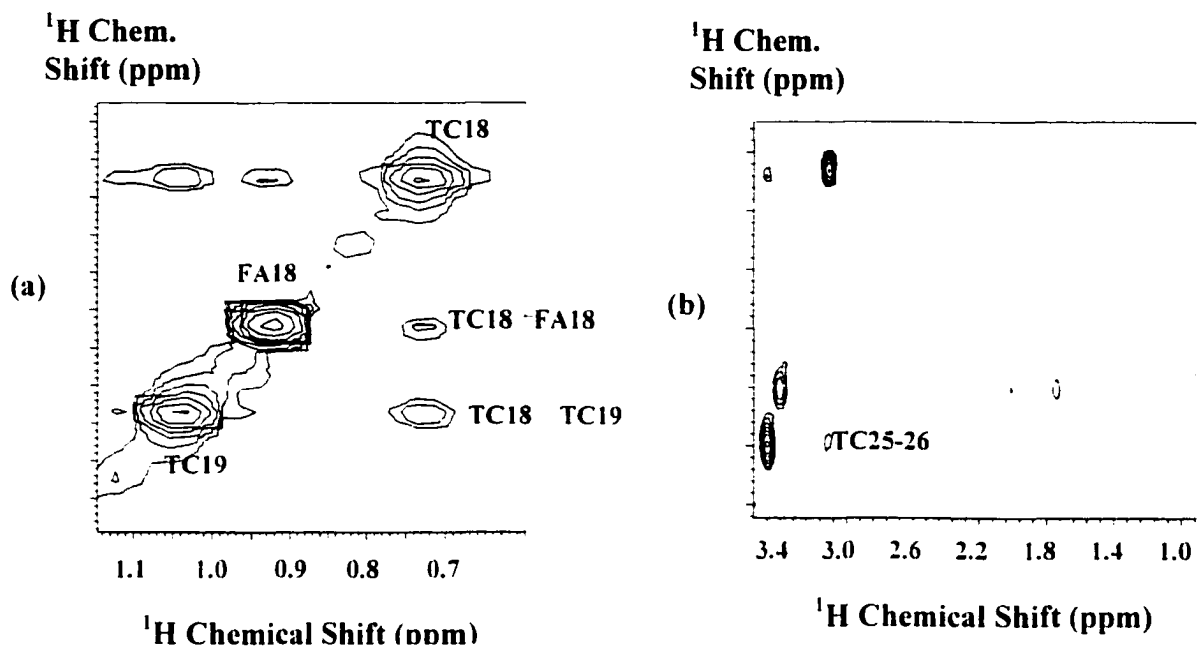 ¹H Chem.
Shift (ppm)
(a)
TC18
FA18
TC18 FA18
TC18 TC19
TC19
1.1 1.0 0.9 0.8 0.7
¹H Chemical Shift (ppm)
¹H Chem.
Shift (ppm)
(b)
TC25-26
3.4 3.0 2.6 2.2 1.8 1.4 1.0
¹H Chemical Shift (ppm)